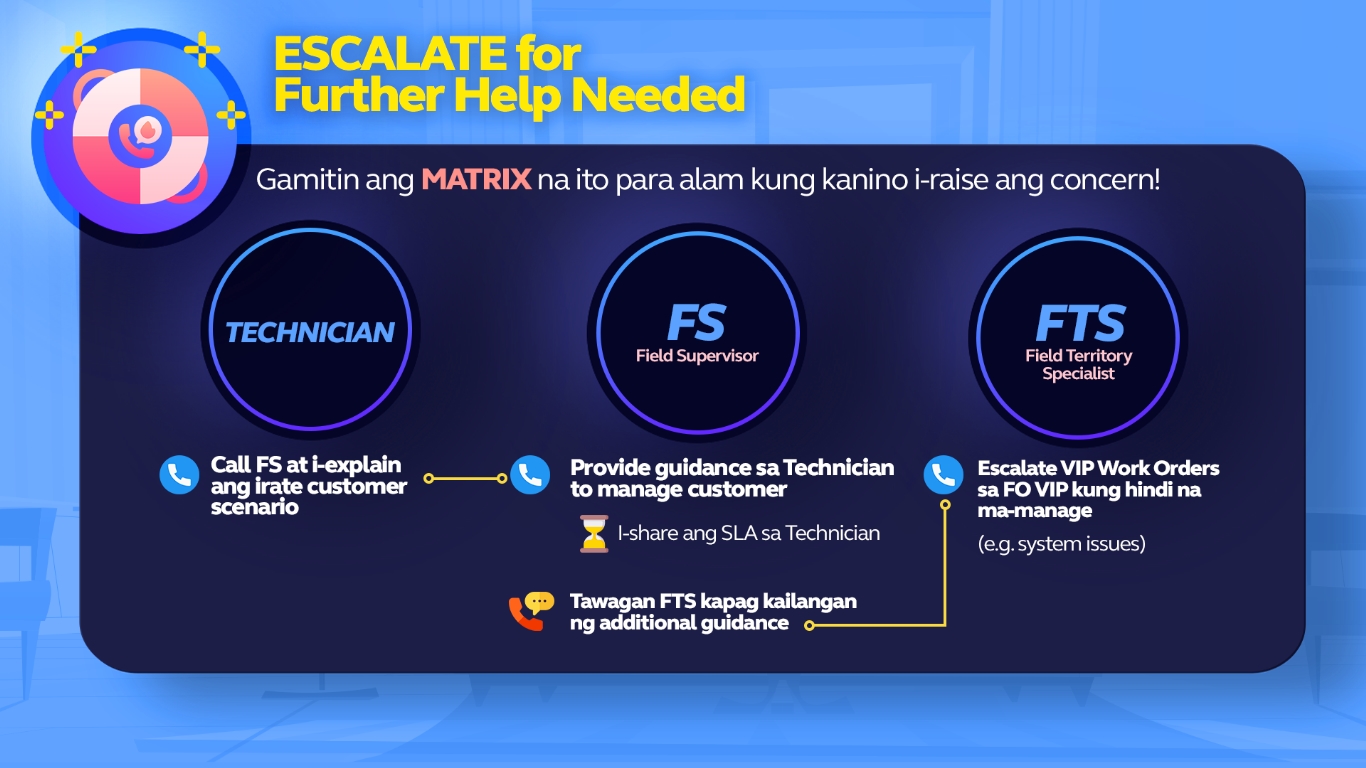 ESCALATE for
Further Help Needed
Gamitin ang MATRIX na ito para alam kung kanino i-raise ang concern!
TECHNICIAN
Call FS at i-explain
ang irate customer
scenario
FS
Field Supervisor
Provide guidance sa Technician
to manage customer
I-share ang SLA sa Technician
Tawagan FTS kapag kailangan
ng additional guidance
FTS
Field Territory
Specialist
Escalate VIP Work Orders
sa FO VIP kung hindi na
ma-manage
(e.g. system issues)